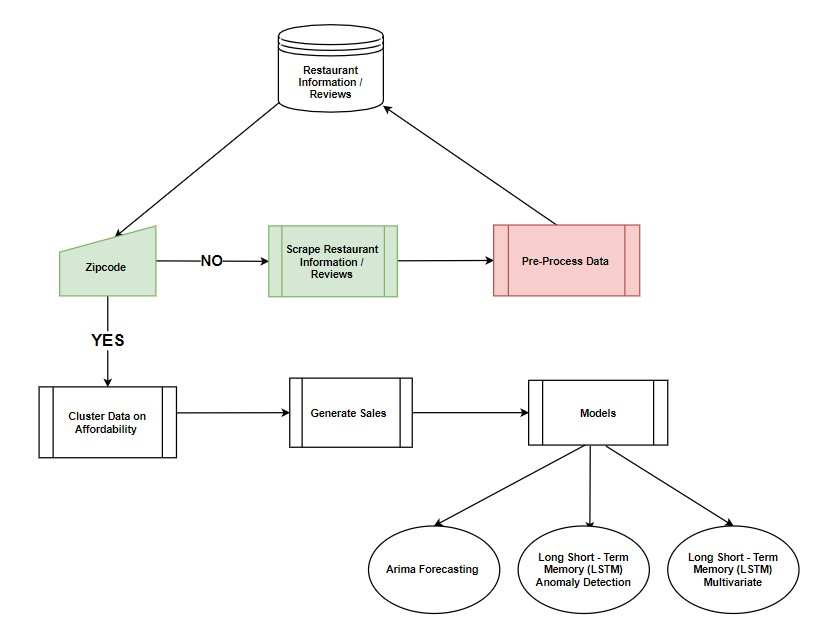 Restaurant
Information /
Reviews
Zipcode
NO
Scrape Restaurant
Information /
Reviews
Pre-Process Data
YES
Cluster Data on
Affordability
Generate Sales
Models
Arima Forecasting
Long Short - Term
Memory (LSTM)
Anomaly Detection
Long Short - Term
Memory (LSTM)
Multivariate